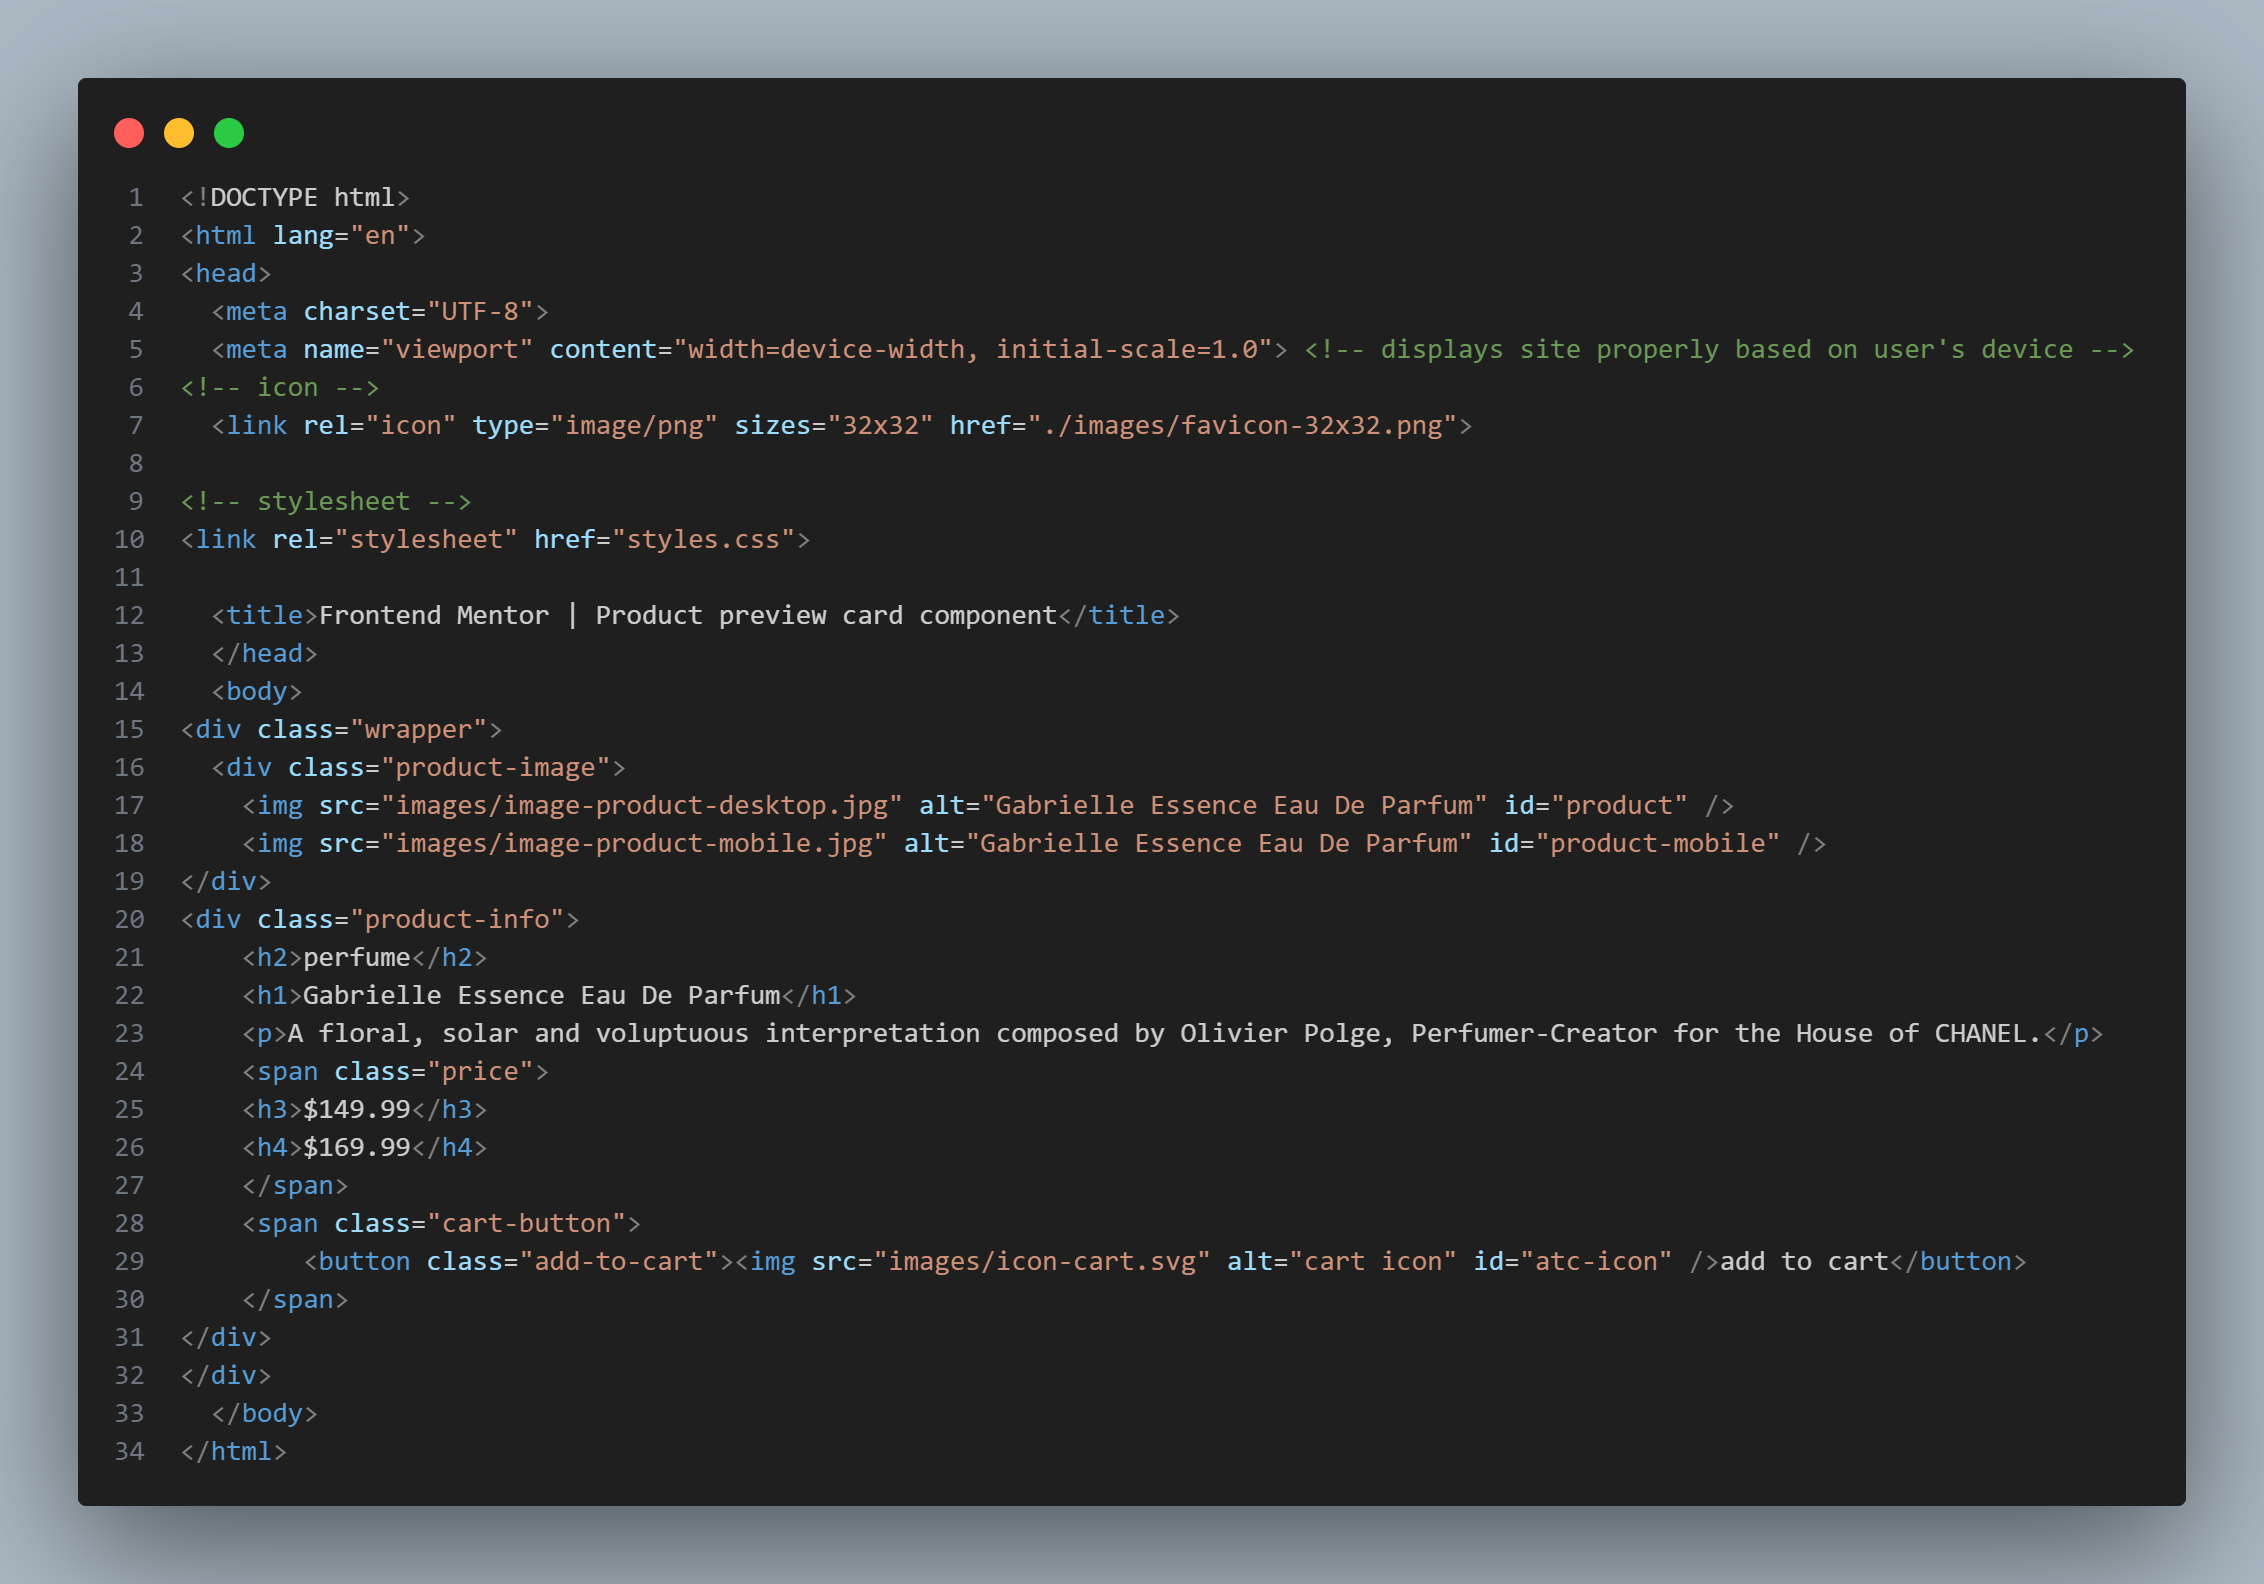 1 <!DOCTYPE html>
2 <html lang="en">
3 <head>
4   <meta charset="UTF-8">
5   <meta name="viewport" content="width=device-width, initial-scale=1.0"> <!-- displays site properly based on user's device -->
6 <!-- icon -->
7   <link rel="icon" type="image/png" sizes="32x32" href="./images/favicon-32x32.png">
8
9 <!-- stylesheet -->
10 <link rel="stylesheet" href="styles.css">
11
12   <title>Frontend Mentor | Product preview card component</title>
13   </head>
14   <body>
15 <div class="wrapper">
16   <div class="product-image">
17     <img src="images/image-product-desktop.jpg" alt="Gabrielle Essence Eau De Parfum" id="product" />
18     <img src="images/image-product-mobile.jpg" alt="Gabrielle Essence Eau De Parfum" id="product-mobile" />
19 </div>
20 <div class="product-info">
21     <h2>perfume</h2>
22     <h1>Gabrielle Essence Eau De Parfum</h1>
23     <p>A floral, solar and voluptuous interpretation composed by Olivier Polge, Perfumer-Creator for the House of CHANEL.</p>
24     <span class="price">
25     <h3>$149.99</h3>
26     <h4>$169.99</h4>
27     </span>
28     <span class="cart-button">
29         <button class="add-to-cart"><img src="images/icon-cart.svg" alt="cart icon" id="atc-icon" />add to cart</button>
30     </span>
31 </div>
32 </div>
33   </body>
34 </html>